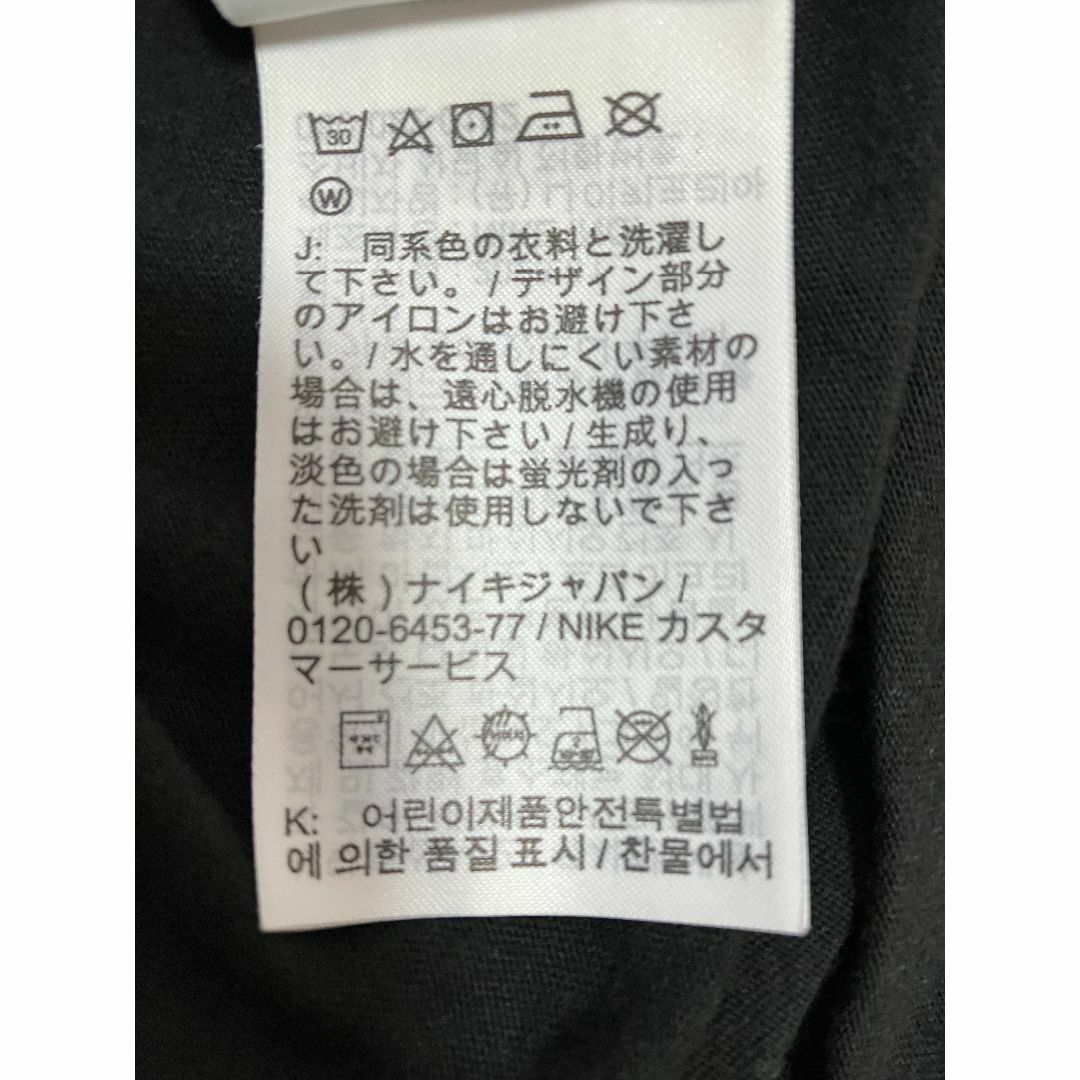 30
W
J: 同系色の衣料と洗濯し
て下さい。/ デザイン部分
のアイロンはお避け下さ
い。/ 水を通しにくい素材の
場合は、遠心脱水機の使用
はお避け下さい / 生成り、
淡色の場合は蛍光剤の入っ
た洗剤は使用しないで下さ
い
(株)ナイキジャパン /
0120-6453-77 / NIKE カスタ
マーサービス
K: 어린이제품안전특별법
에 의한 품질 표시 / 찬물에서